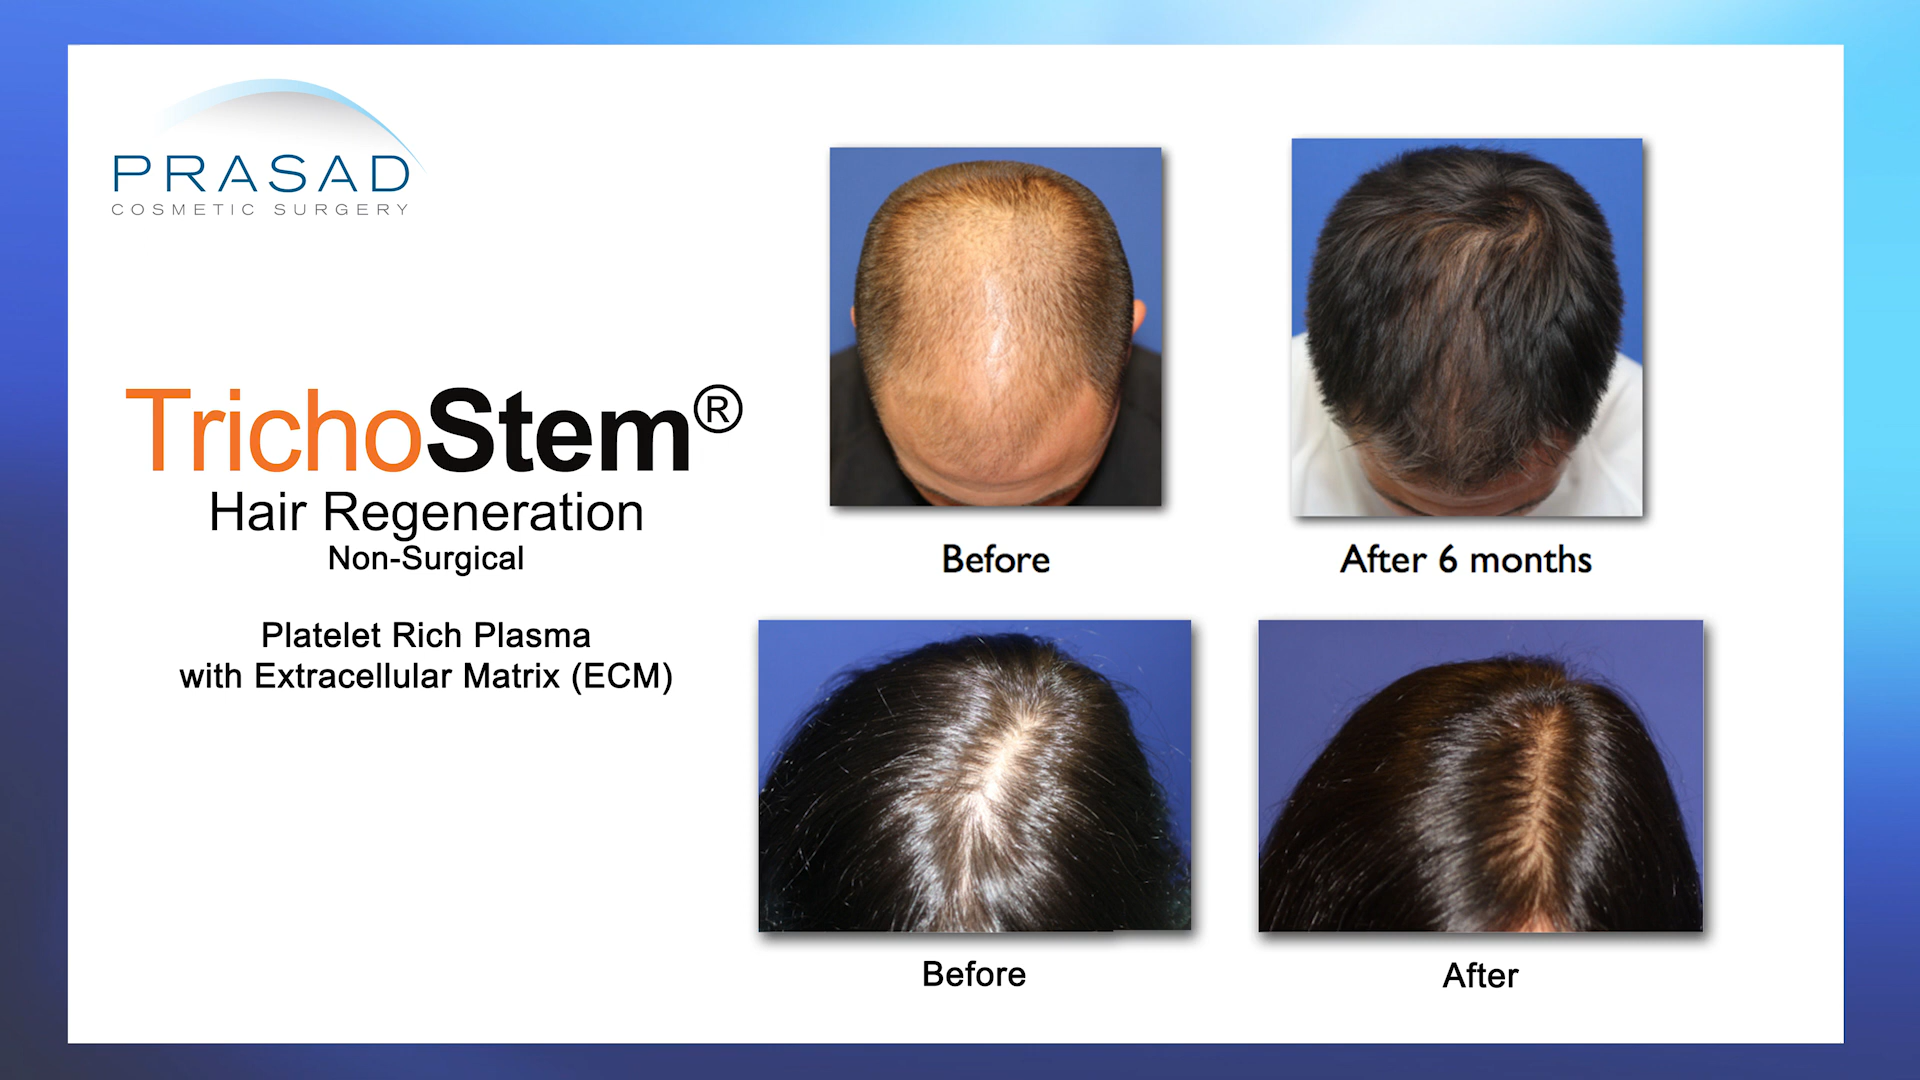 PRASAD
COSMETIC SURGERY
TrichoStem®
Hair Regeneration
Non-Surgical
Platelet Rich Plasma
with Extracellular Matrix (ECM)
Before
After 6 months
Before
After